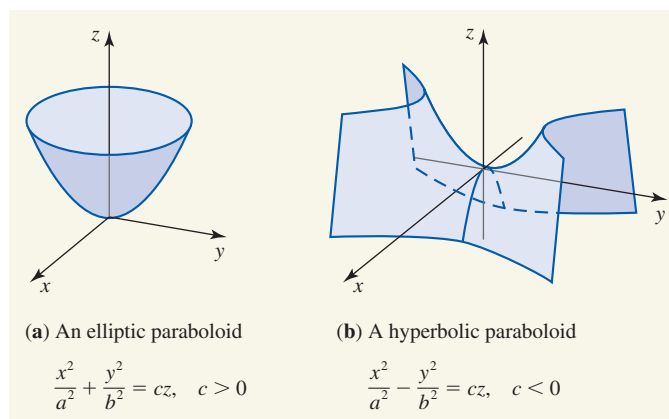 z
y
x
(a) An elliptic paraboloid
x²/a² + y²/b² = cz, c > 0
z
y
x
(b) A hyperbolic paraboloid
x²/a² − y²/b² = cz, c < 0